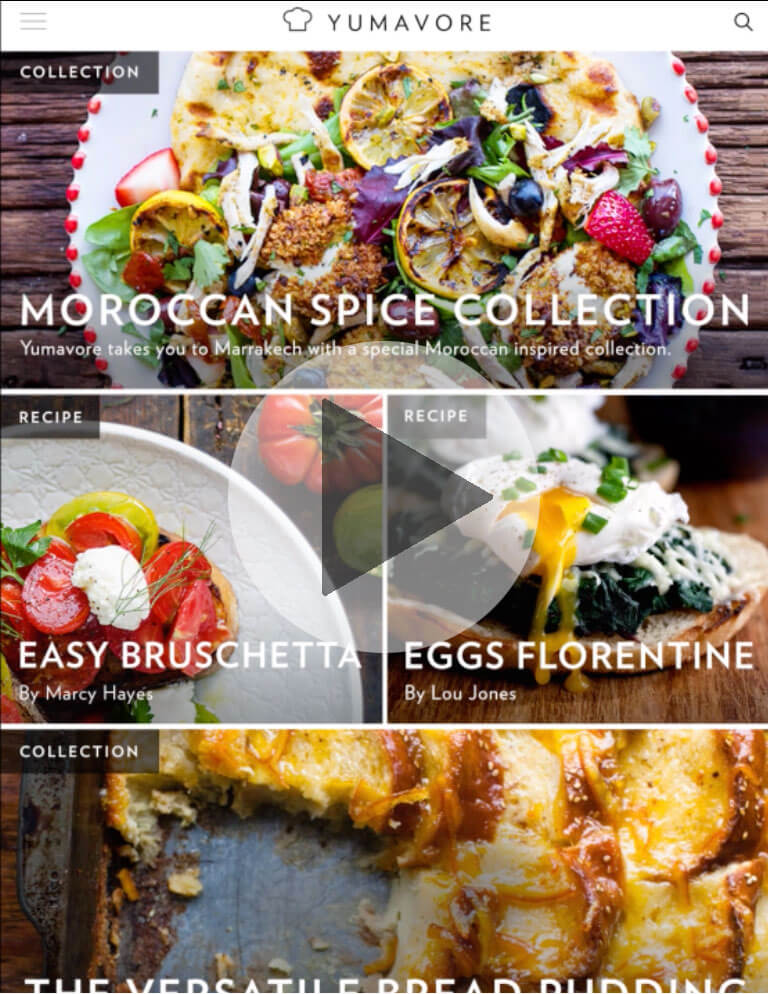 YUMAVORE
COLLECTION
MOROCCAN SPICE COLLECTION
Yumavore takes you to Marrakech with a special Moroccan inspired collection.
RECIPE
EASY BRUSCHETTA
By Marcy Hayes
RECIPE
EGGS FLORENTINE
By Lou Jones
COLLECTION
THE VERSATILE BREAD PUDDING